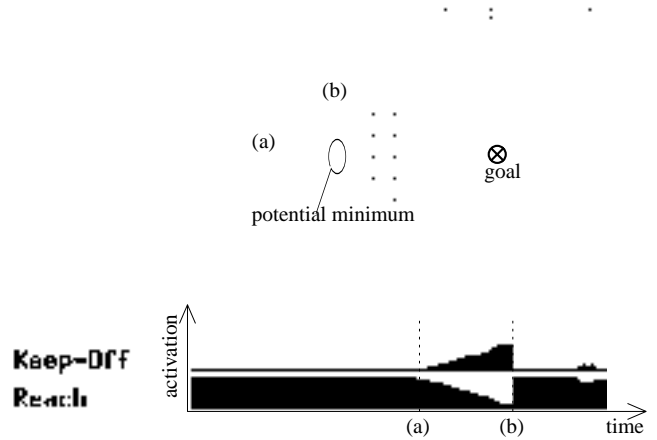 (b)
(a)
goal
potential minimum
activation
Keep-Off
Reach
(a)
(b)
time